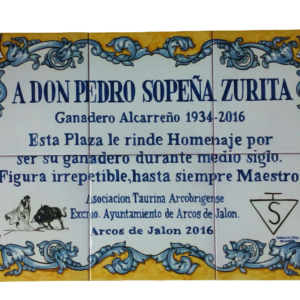 A DON PEDRO SOPEÑA ZURITA
Ganadero Alcarreño 1934-2016
Esta Plaza le rinde Homenaje por
ser su ganadero durante medio siglo.
Figura irrepetible,hasta siempre Maestro.
Asociacion Taurina Arcobrigense
Excmo. Ayuntamiento de Arcos de Jalon.
Arcos de Jalon 2016
S